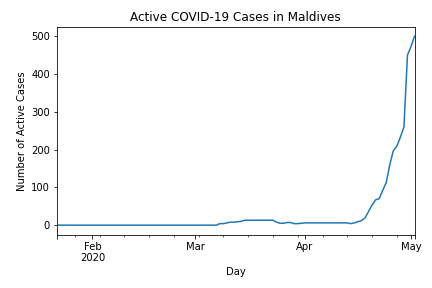 Active COVID-19 Cases in Maldives
Number of Active Cases
500
400
300
200
100
0
Feb
2020
Mar
Apr
May
Day